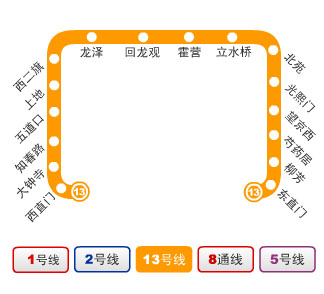 龙泽
回龙观
霍营
立水桥
西二旗
上地
五道口
知春路
大钟寺
西直门
13
北苑
光熙门
望京西
芍药居
柳芳
东直门
13
1号线
2号线
13号线
8通线
5号线